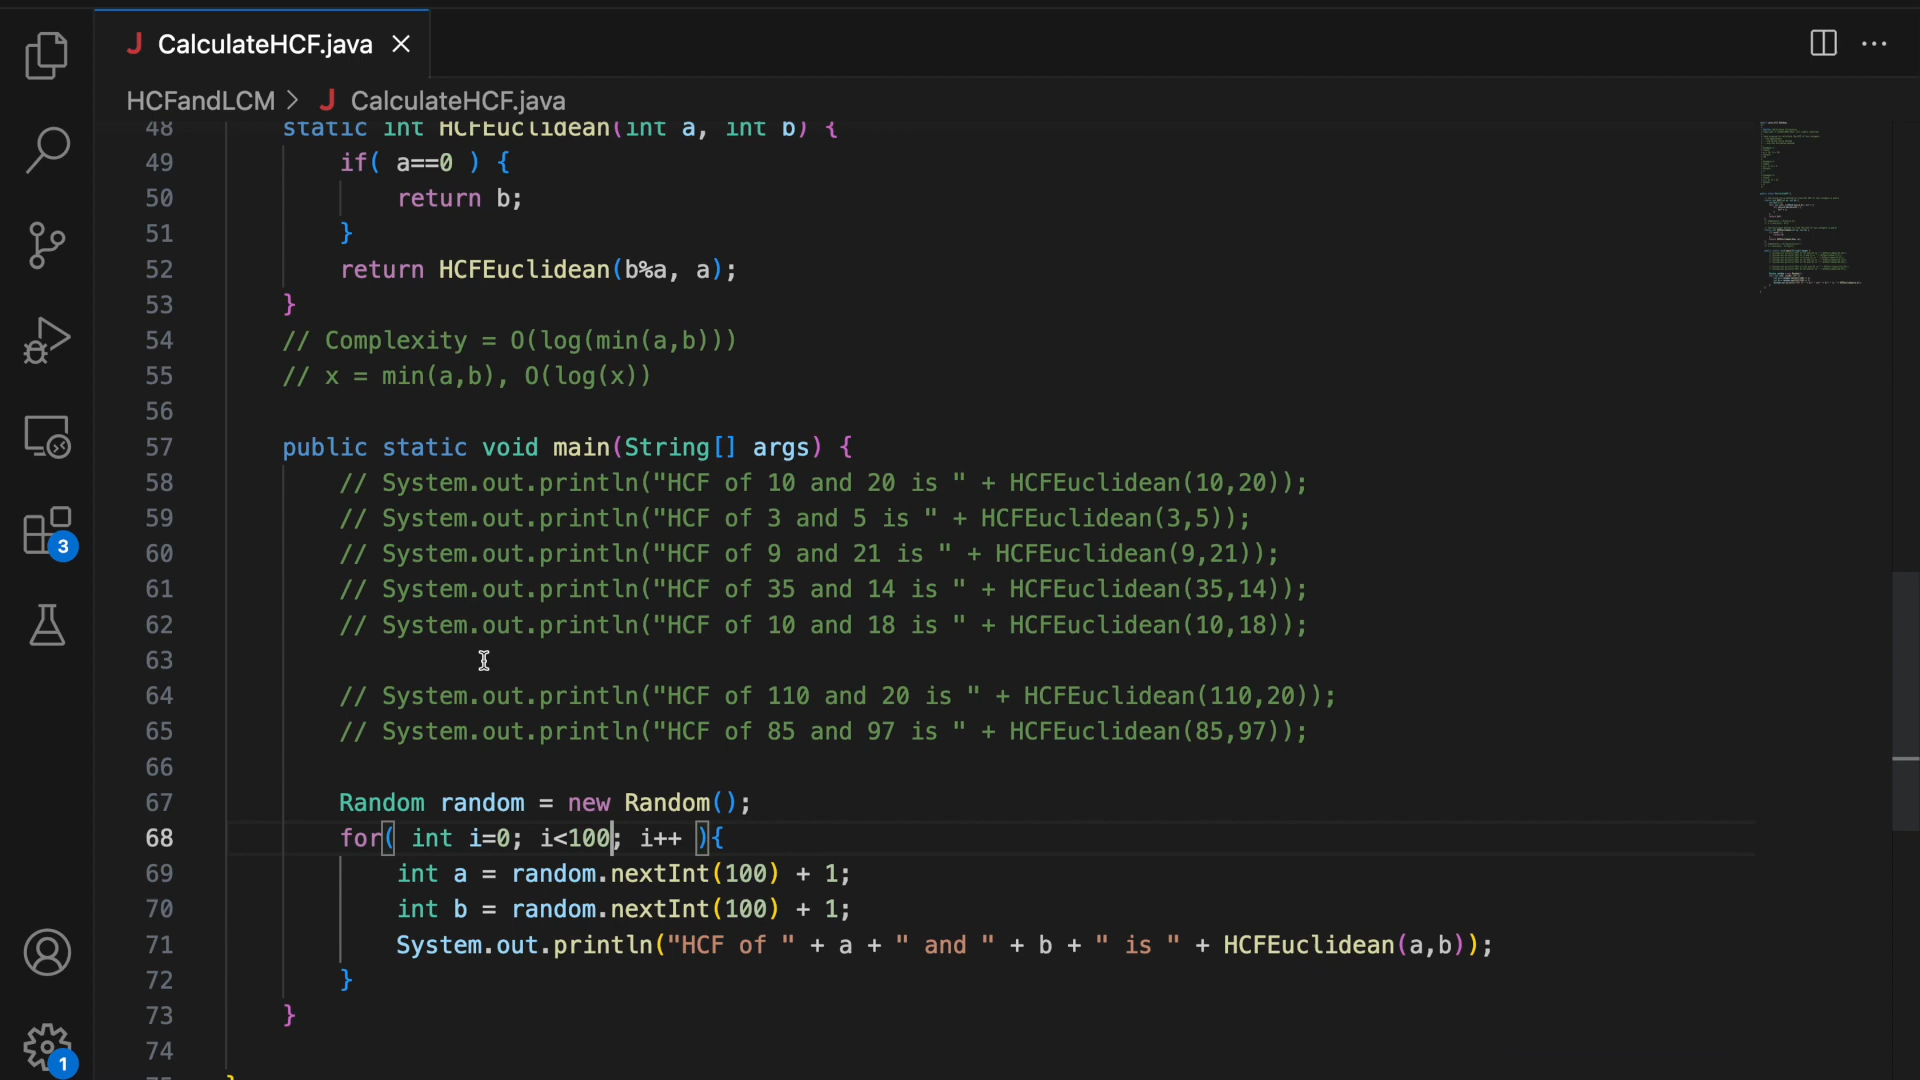 J CalculateHCF.java
HCFandLCM > J CalculateHCF.java
48 static int HCFEuclidean(int a, int b) {
49 if( a==0 ) {
50 return b;
51 }
52 return HCFEuclidean(b%a, a);
53 }
54 // Complexity = O(log(min(a,b)))
55 // x = min(a,b), O(log(x))
56
57 public static void main(String[] args) {
58 // System.out.println("HCF of 10 and 20 is " + HCFEuclidean(10,20));
59 // System.out.println("HCF of 3 and 5 is " + HCFEuclidean(3,5));
60 // System.out.println("HCF of 9 and 21 is " + HCFEuclidean(9,21));
61 // System.out.println("HCF of 35 and 14 is " + HCFEuclidean(35,14));
62 // System.out.println("HCF of 10 and 18 is " + HCFEuclidean(10,18));
63
64 // System.out.println("HCF of 110 and 20 is " + HCFEuclidean(110,20));
65 // System.out.println("HCF of 85 and 97 is " + HCFEuclidean(85,97));
66
67 Random random = new Random();
68 for( int i=0; i<100; i++ ){
69 int a = random.nextInt(100) + 1;
70 int b = random.nextInt(100) + 1;
71 System.out.println("HCF of " + a + " and " + b + " is " + HCFEuclidean(a,b));
72 }
73 }
74
3
1